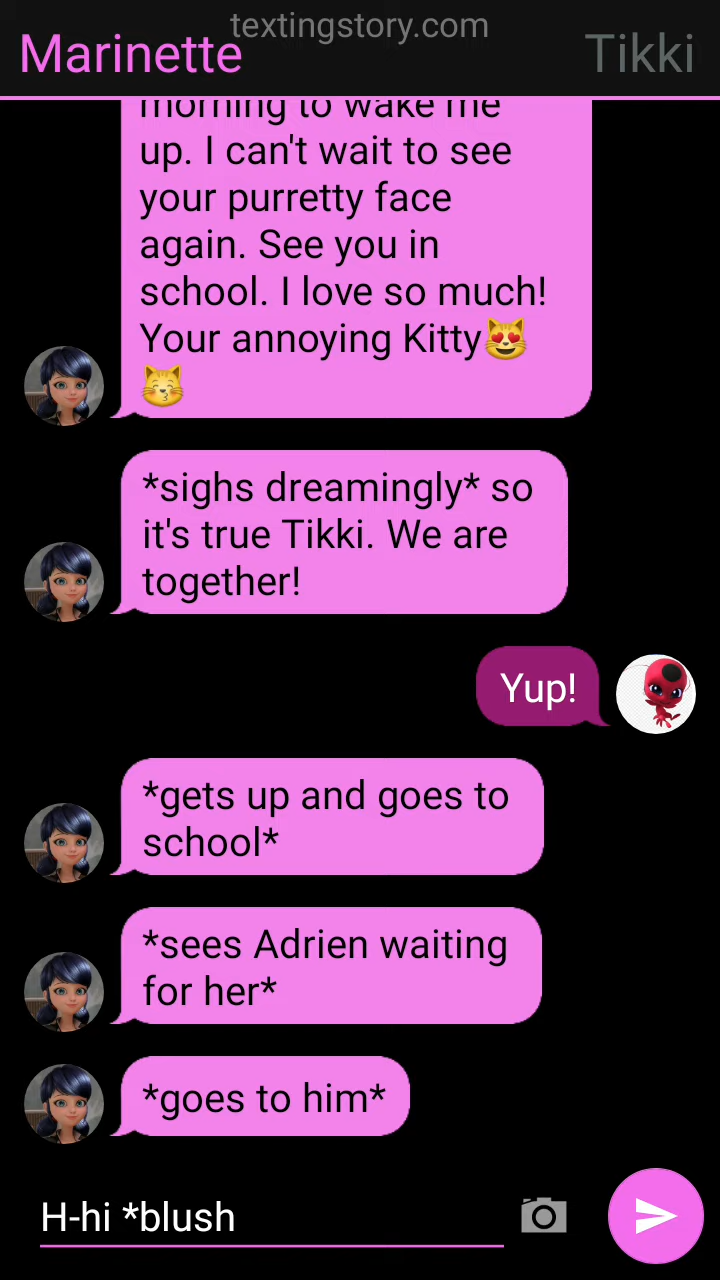 textingstory.com
Marinette
Tikki
morning to wake me
up. I can't wait to see
your purretty face
again. See you in
school. I love so much!
Your annoying Kitty😻
😽
*sighs dreamingly* so
it's true Tikki. We are
together!
Yup!
*gets up and goes to
school*
*sees Adrien waiting
for her*
*goes to him*
H-hi *blush